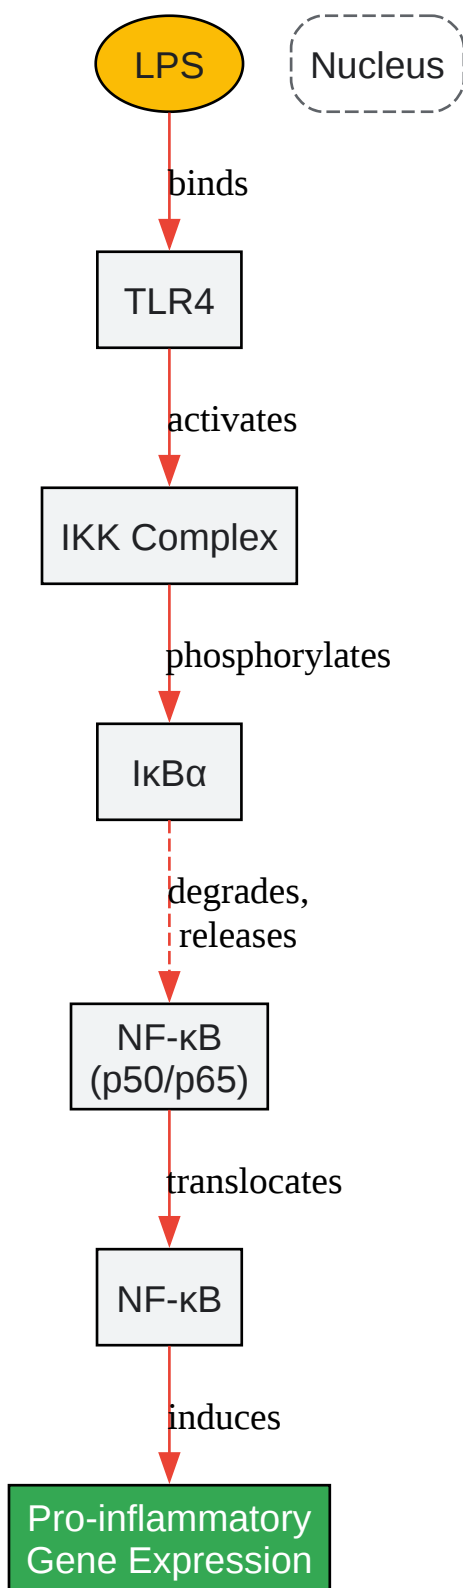 LPS
Nucleus
binds
TLR4
activates
IKK Complex
phosphorylates
IκBα
degrades,
releases
NF-κB
(p50/p65)
translocates
NF-κB
induces
Pro-inflammatory
Gene Expression